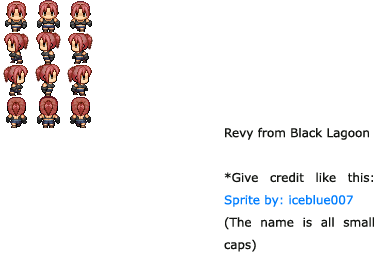 Revy from Black Lagoon
*Give credit like this:
Sprite by: iceblue007
(The name is all small
caps)